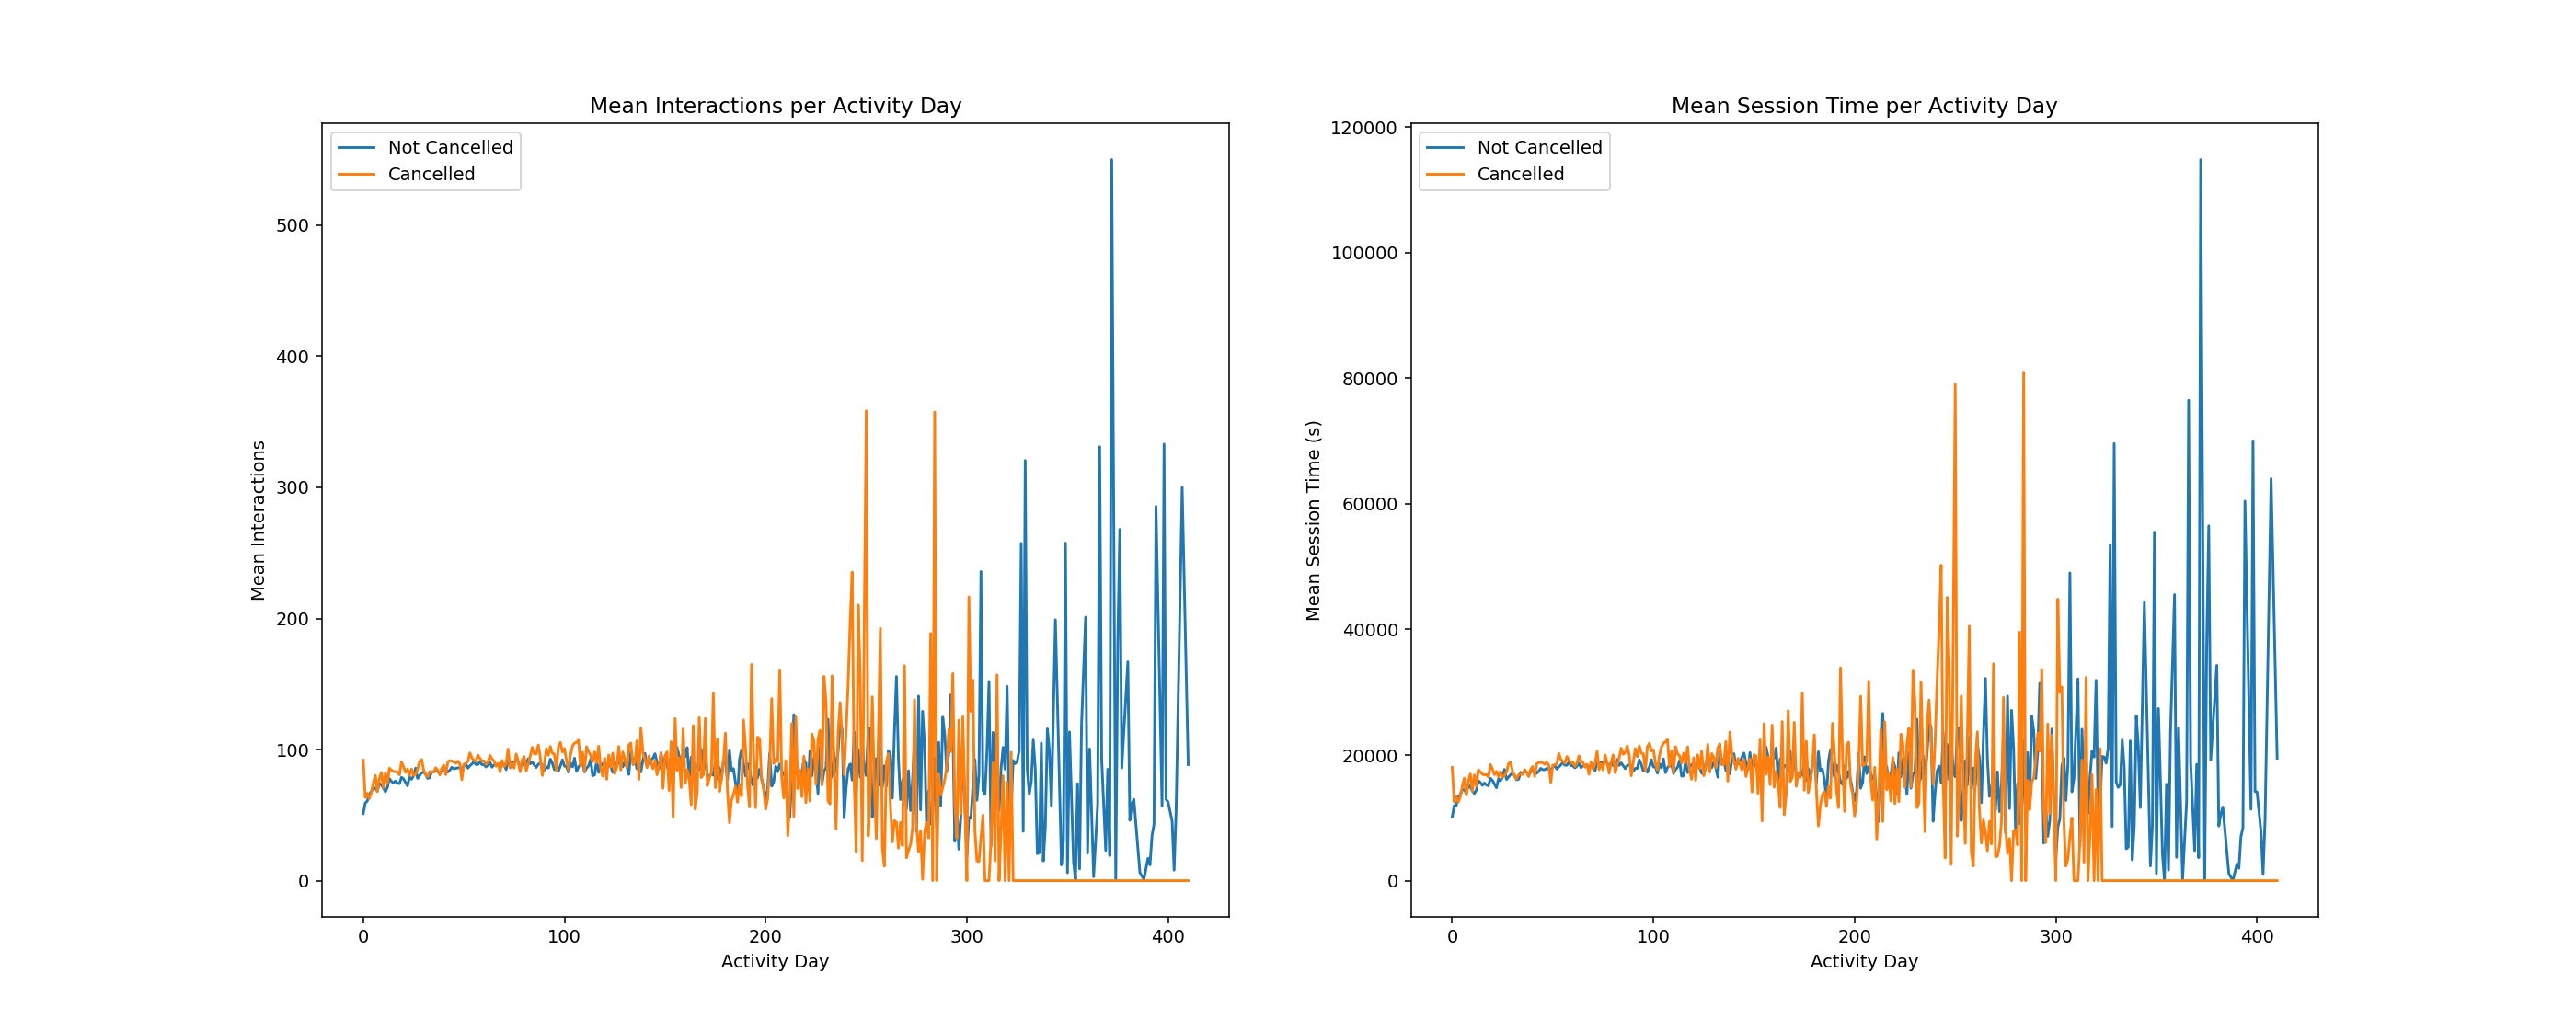 Mean Interactions per Activity Day
Not Cancelled
Cancelled
500
400
300
200
100
0
Mean Interactions
0 100 200 300 400
Activity Day
Mean Session Time per Activity Day
Not Cancelled
Cancelled
120000
100000
80000
60000
40000
20000
0
Mean Session Time (s)
0 100 200 300 400
Activity Day